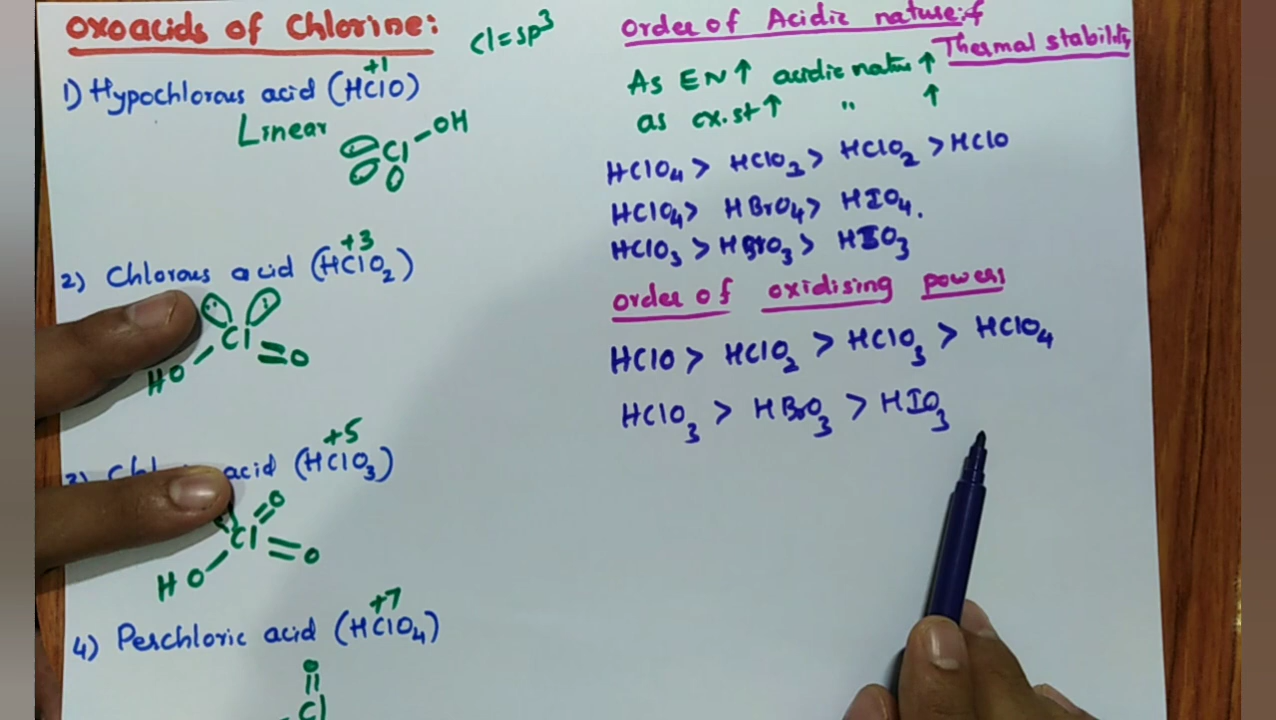 Oxoacids of Chlorine:
Cl=sp³
1) Hypochlorous acid (HClO)
+1
Linear
Cl
OH
2) Chlorous acid (HClO₂)
+3
Cl
=O
HO
acid (HClO₃)
+5
O
Cl
O
HO
4) Perchloric acid (HClO₄)
+7
O
Cl
Order of Acidic nature:&
Thermal stability
As EN↑ acidic natur ↑
as ox.st↑ " ↑
HClO₄ > HClO₃ > HClO₂ > HClO
HClO₄ > HBrO₄ > HIO₄.
HClO₃ > HBrO₃ > HIO₃
order of oxidising powers
HClO > HClO₂ > HClO₃ > HClO₄
HClO₃ > HBrO₃ > HIO₃